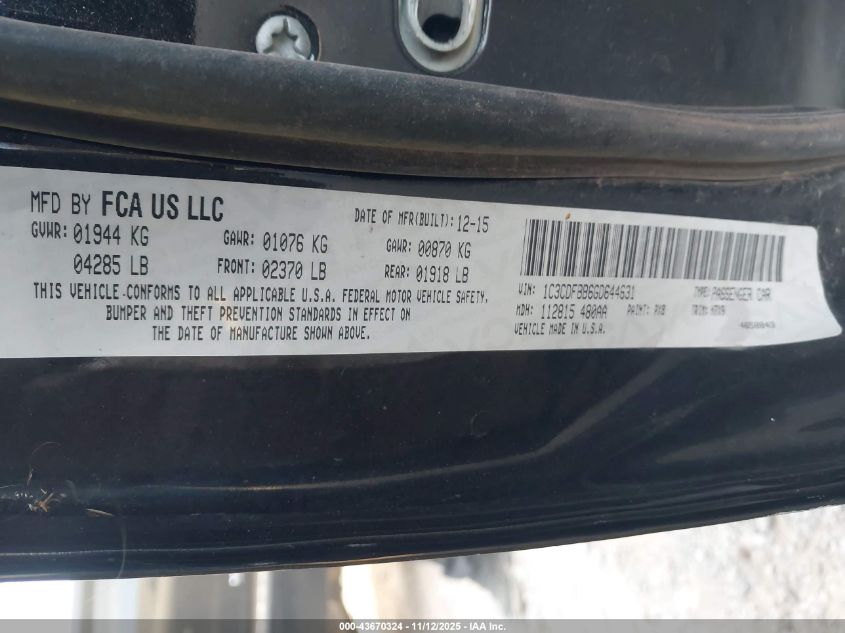 MFD BY FCA US LLC
DATE OF MFR(BUILT): 12-15
GVWR: 01944 KG
GAWR: 01076 KG
GAWR: 00870 KG
04285 LB
FRONT: 02370 LB
REAR: 01918 LB
THIS VEHICLE-CONFORMS TO ALL APPLICABLE U.S.A. FEDERAL MOTOR VEHICLE SAFETY,
BUMPER AND THEFT PREVENTION STANDARDS IN EFFECT ON
THE DATE OF MANUFACTURE SHOWN ABOVE.
VIN: 1C3CDFBB6GD644631
TYPE: PASSENGER CAR
MDH: 112815 480AA
PAINT: PX8
TRIM:
VEHICLE MADE IN U.S.A.
000-43670324 - 11/12/2025 - IAA Inc.